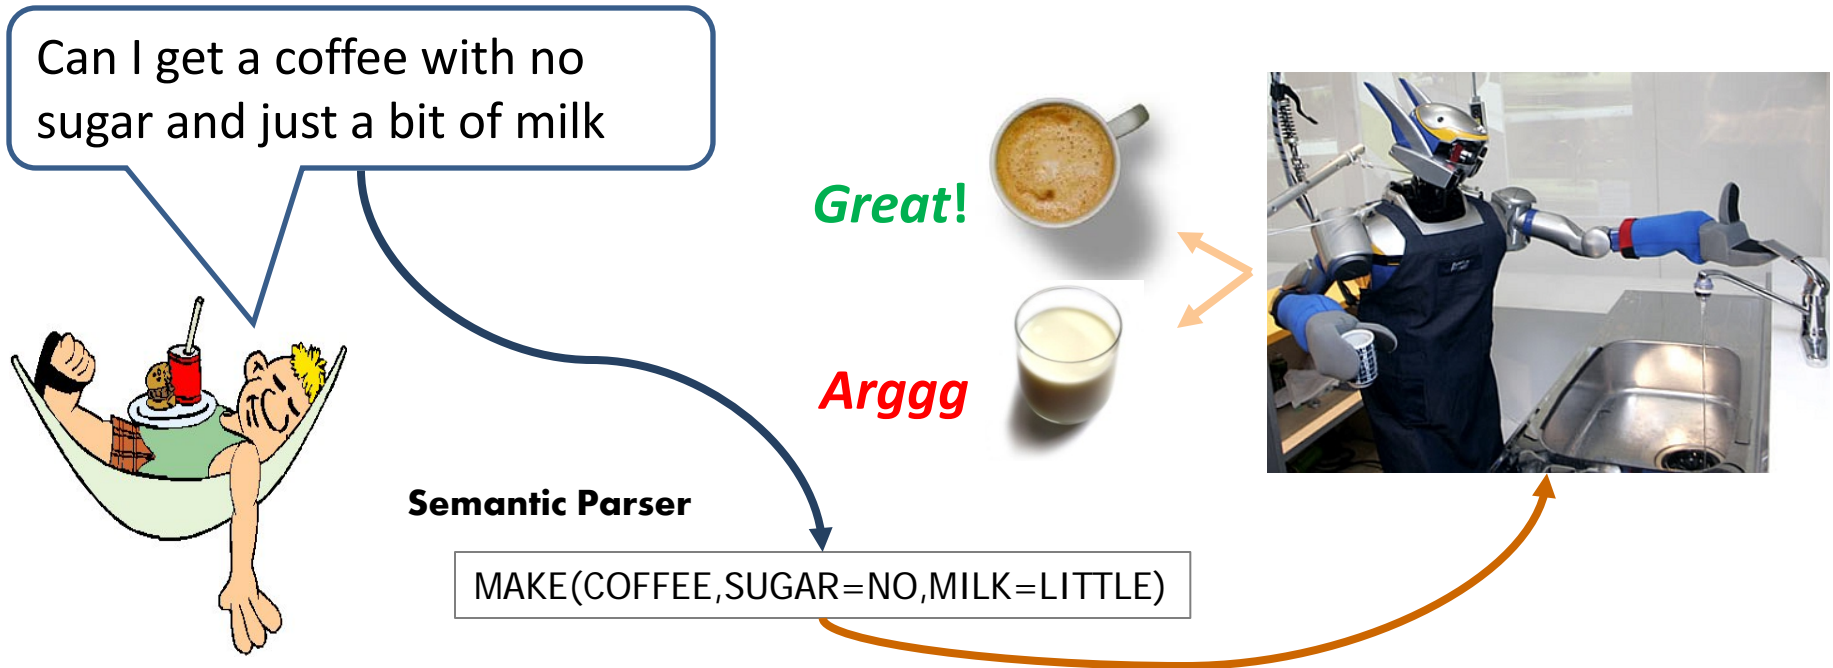 Can I get a coffee with no
sugar and just a bit of milk
Great!
Arggg
Semantic Parser
MAKE(COFFEE,SUGAR=NO,MILK=LITTLE)